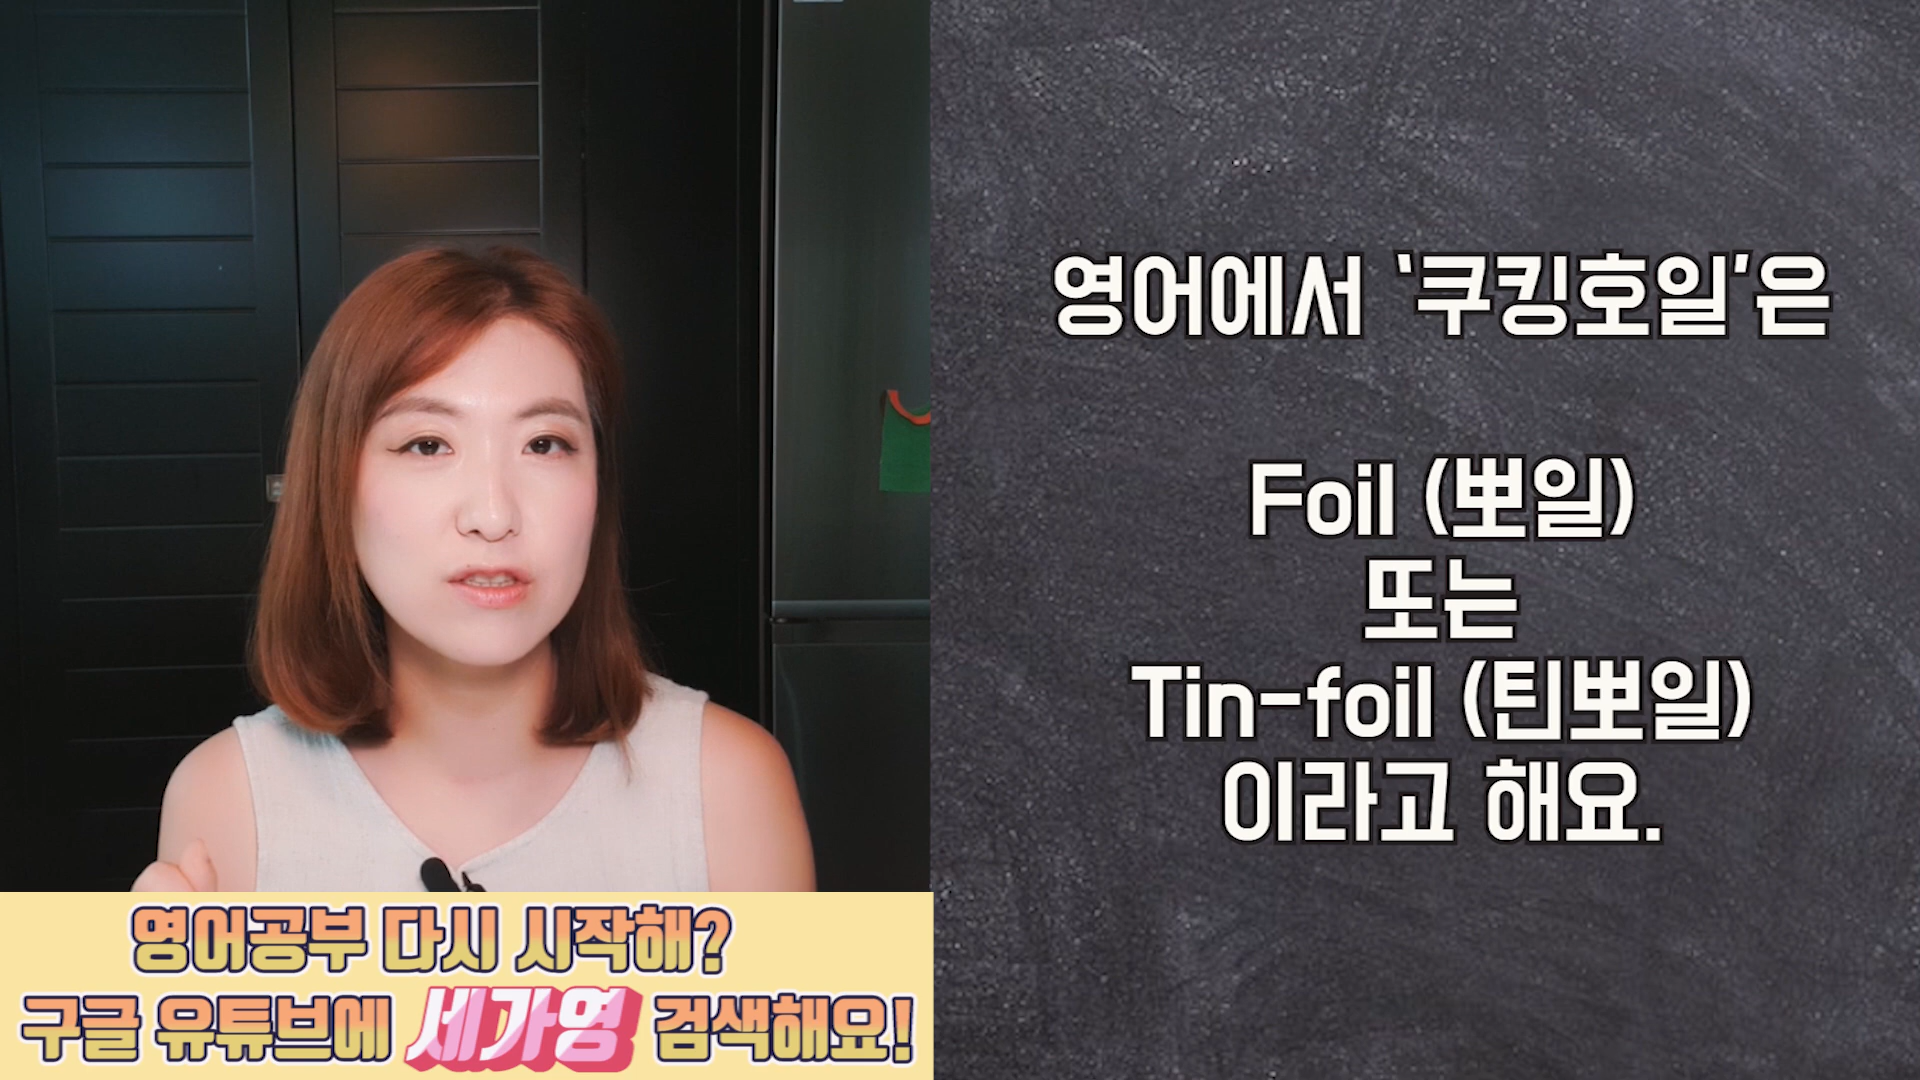 영어에서 '쿠킹호일'은
Foil (뽀일)
또는
Tin-foil (틴뽀일)
이라고 해요.
영어공부 다시 시작해?
구글 유튜브에 세가영 검색해요!